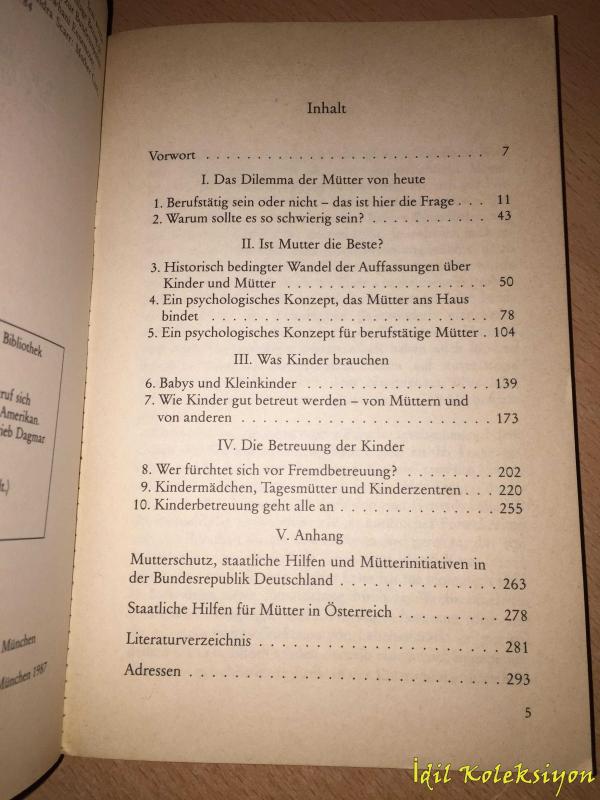 Bibliothek
ruf sich
Amerikan.
rieb Dagmar
lt.)
München
München 1987
Inhalt
Vorwort . . . . . . . . . . . . . . . . . . . . . . . . 7
I. Das Dilemma der Mütter von heute
1. Berufstätig sein oder nicht – das ist hier die Frage . . . 11
2. Warum sollte es so schwierig sein? . . . . . . . . . . 43
II. Ist Mutter die Beste?
3. Historisch bedingter Wandel der Auffassungen über
Kinder und Mütter . . . . . . . . . . . . . . . . 50
4. Ein psychologisches Konzept, das Mütter ans Haus
bindet . . . . . . . . . . . . . . . . . . . . . . . 78
5. Ein psychologisches Konzept für berufstätige Mütter . 104
III. Was Kinder brauchen
6. Babys und Kleinkinder . . . . . . . . . . . . . . . 139
7. Wie Kinder gut betreut werden – von Müttern und
von anderen . . . . . . . . . . . . . . . . . . . . 173
IV. Die Betreuung der Kinder
8. Wer fürchtet sich vor Fremdbetreuung? . . . . . . . . 202
9. Kindermädchen, Tagesmütter und Kinderzentren . . . 220
10. Kinderbetreuung geht alle an . . . . . . . . . . . . 255
V. Anhang
Mutterschutz, staatliche Hilfen und Mütterinitiativen in
der Bundesrepublik Deutschland . . . . . . . . . . . . 263
Staatliche Hilfen für Mütter in Österreich . . . . . . . . 278
Literaturverzeichnis . . . . . . . . . . . . . . . . . . . 281
Adressen . . . . . . . . . . . . . . . . . . . . . . . . 293
5
İdil Koleksiyon